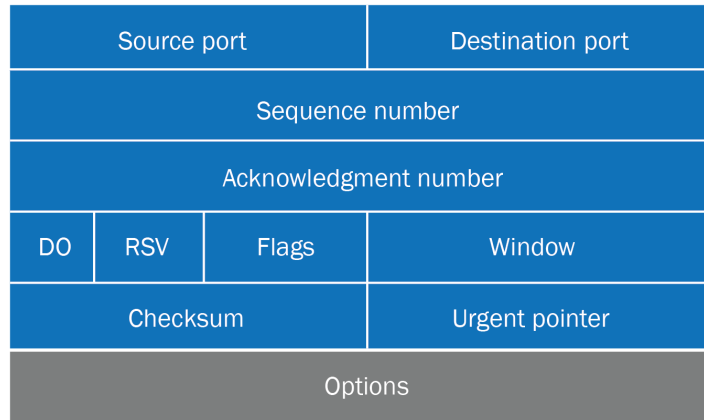 Source port
Destination port
Sequence number
Acknowledgment number
DO
RSV
Flags
Window
Checksum
Urgent pointer
Options